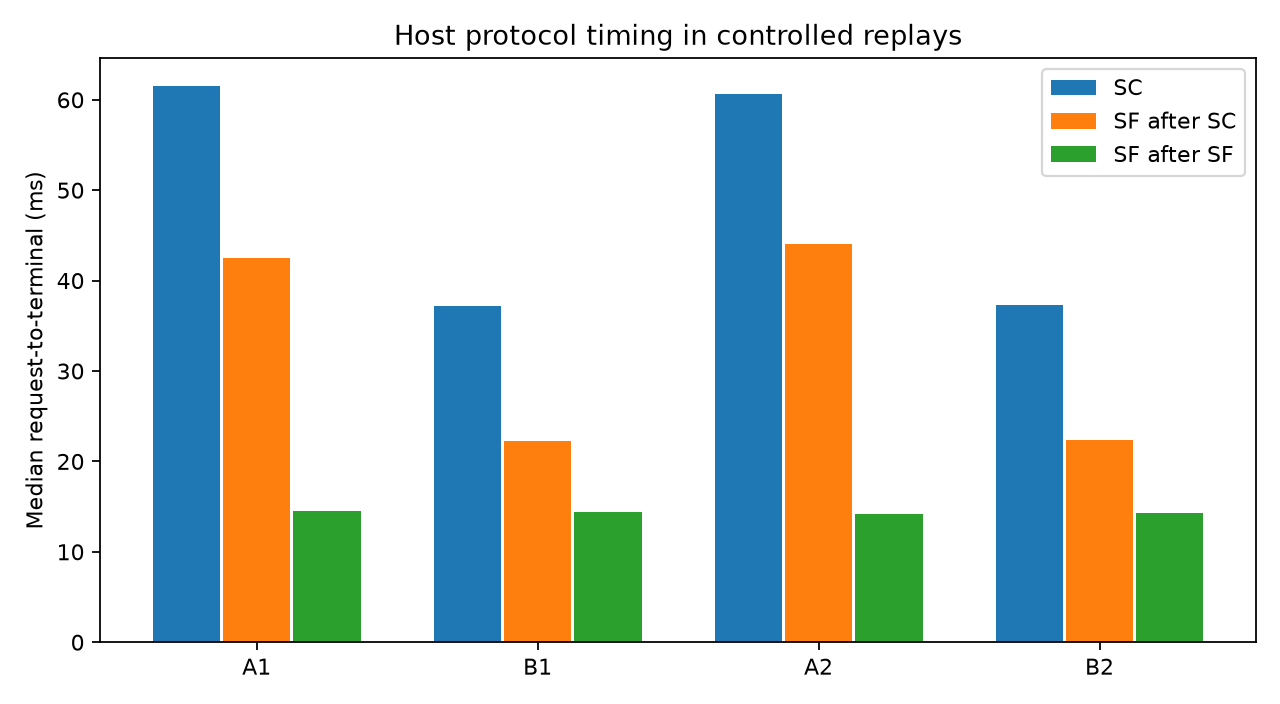 Host protocol timing in controlled replays
SC
SF after SC
SF after SF
Median request-to-terminal (ms)
60
50
40
30
20
10
0
A1 B1 A2 B2